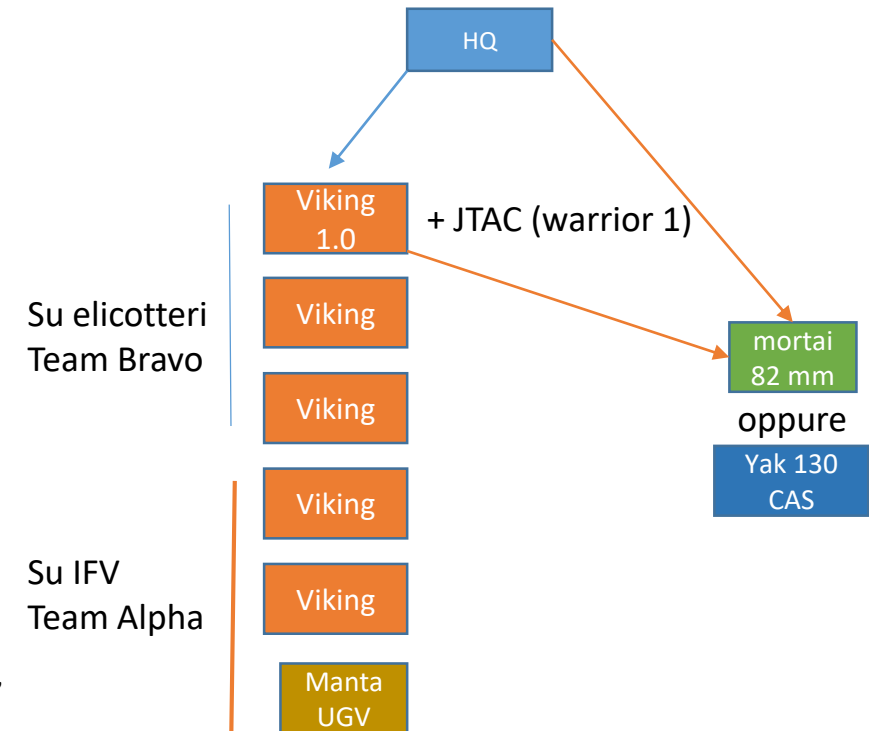 HQ
Viking
1.0
+ JTAC (warrior 1)
Viking
Su elicotteri
Team Bravo
mortai
82 mm
Viking
oppure
Yak 130
CAS
Viking
Su IFV
Team Alpha
Viking
Manta
UGV